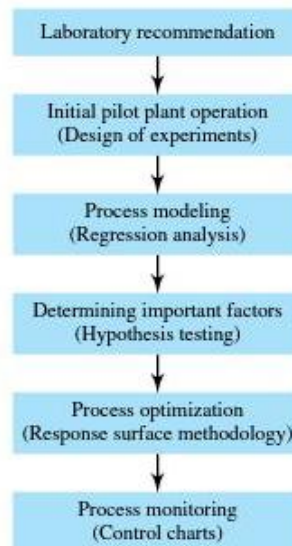 Laboratory recommendation
Initial pilot plant operation
(Design of experiments)
Process modeling
(Regression analysis)
Determining important factors
(Hypothesis testing)
Process optimization
(Response surface methodology)
Process monitoring
(Control charts)